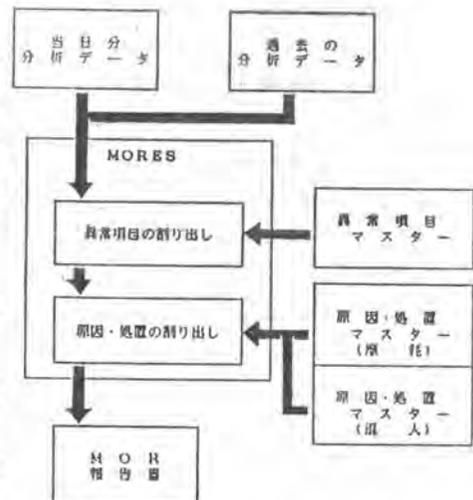 当日分
分析データ
過去の
分析データ
MORES
異常項目の割り出し
異常項目
マスター
原因・処置の割り出し
原因・処置
マスター
原因・処置
マスター
(混入)
MOR
報告書